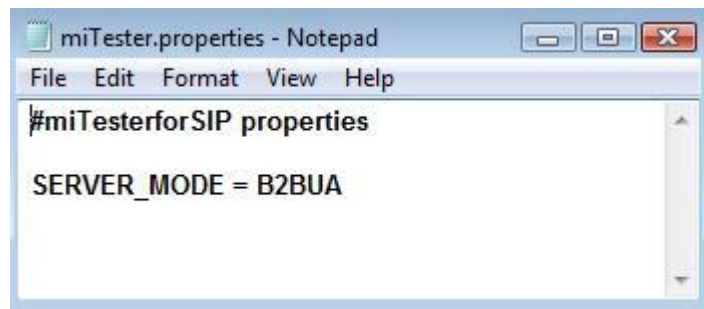 miTester.properties - Notepad
File Edit Format View Help
#miTesterforSIP properties
SERVER_MODE = B2BUA